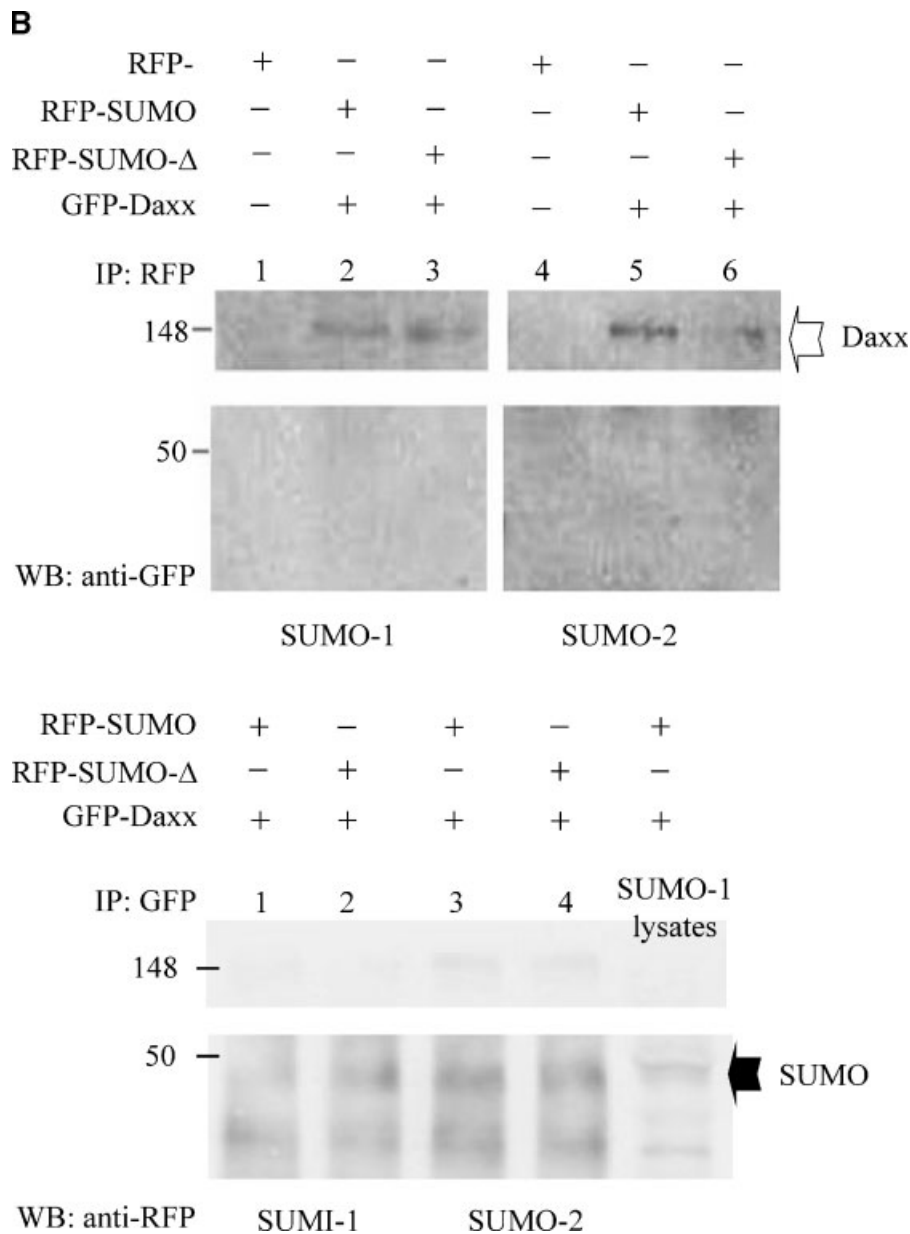 B
RFP- + – – + – –
RFP-SUMO – + – – + –
RFP-SUMO-Δ – – + – – +
GFP-Daxx – + + – + +
IP: RFP 1 2 3 4 5 6
148 Daxx
50
WB: anti-GFP
SUMO-1 SUMO-2
RFP-SUMO + – + – +
RFP-SUMO-Δ – + – + –
GFP-Daxx + + + + +
IP: GFP 1 2 3 4 SUMO-1
lysates
148
50 SUMO
WB: anti-RFP SUMI-1 SUMO-2